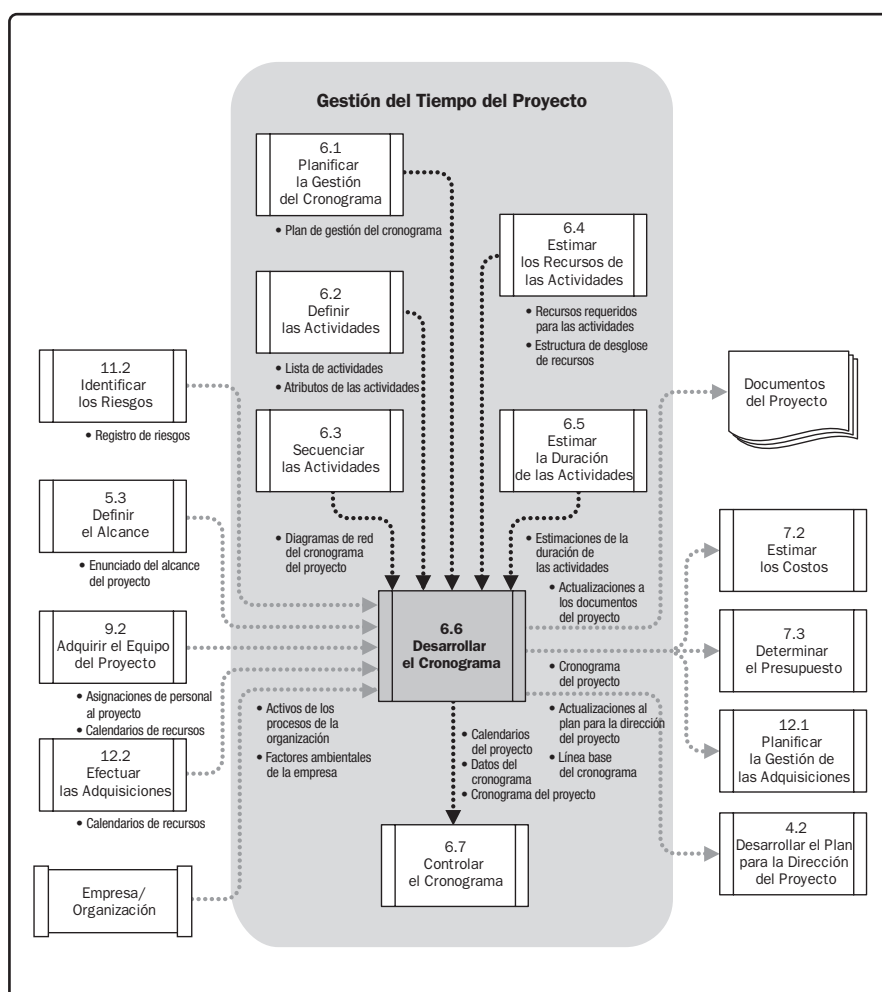 Gestión del Tiempo del Proyecto
6.1
Planificar
la Gestión
del Cronograma
• Plan de gestión del cronograma
6.4
Estimar
los Recursos de
las Actividades
• Recursos requeridos
para las actividades
• Estructura de desglose
de recursos
6.2
Definir
las Actividades
• Lista de actividades
• Atributos de las actividades
11.2
Identificar
los Riesgos
• Registro de riesgos
Documentos
del Proyecto
6.3
Secuenciar
las Actividades
• Diagramas de red
del cronograma
del proyecto
6.5
Estimar
la Duración
de las Actividades
• Estimaciones de la
duración de
las actividades
5.3
Definir
el Alcance
• Enunciado del alcance
del proyecto
• Actualizaciones a
los documentos
del proyecto
7.2
Estimar
los Costos
9.2
Adquirir el Equipo
del Proyecto
• Asignaciones de personal
al proyecto
• Calendarios de recursos
6.6
Desarrollar
el Cronograma
• Cronograma
del proyecto
7.3
Determinar
el Presupuesto
12.2
Efectuar
las Adquisiciones
• Calendarios de recursos
• Activos de los
procesos de la
organización
• Factores ambientales
de la empresa
• Calendarios
del proyecto
• Datos del
cronograma
• Cronograma del proyecto
• Actualizaciones al
plan para la dirección
del proyecto
• Línea base
del cronograma
12.1
Planificar
la Gestión de
las Adquisiciones
6.7
Controlar
el Cronograma
4.2
Desarrollar el Plan
para la Dirección
del Proyecto
Empresa/
Organización